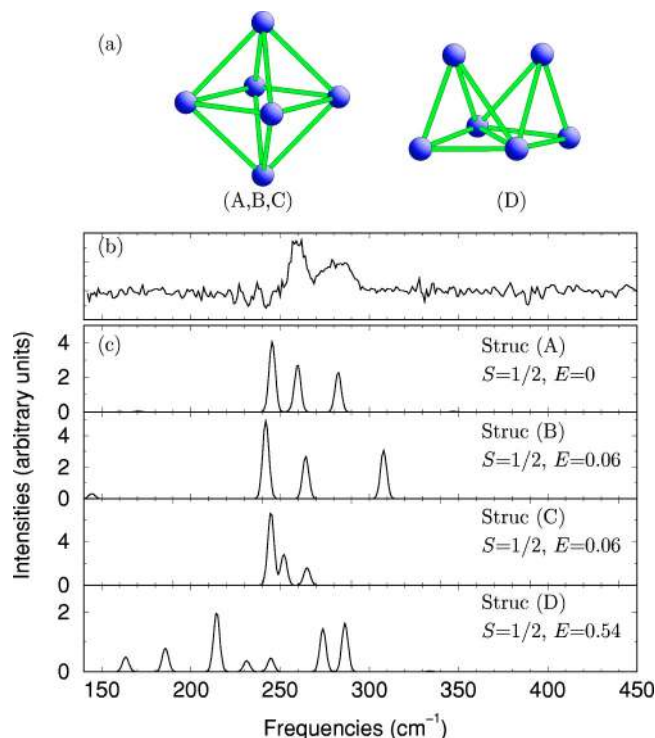 (a)
(A,B,C)
(D)
(b)
(c)
Struc (A)
S=1/2, E=0
4
2
0
Struc (B)
S=1/2, E=0.06
4
2
0
Struc (C)
S=1/2, E=0.06
4
2
0
Struc (D)
S=1/2, E=0.54
2
0
Intensities (arbitrary units)
150 200 250 300 350 400 450
Frequencies (cm⁻¹)